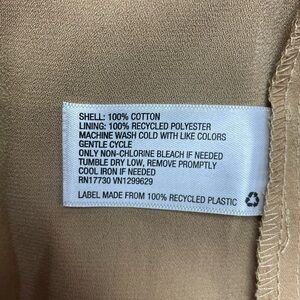 SHELL: 100% COTTON
LINING: 100% RECYCLED POLYESTER
MACHINE WASH COLD WITH LIKE COLORS
GENTLE CYCLE
ONLY NON-CHLORINE BLEACH IF NEEDED
TUMBLE DRY LOW, REMOVE PROMPTLY
COOL IRON IF NEEDED
RN17730 VN1299629
LABEL MADE FROM 100% RECYCLED PLASTIC